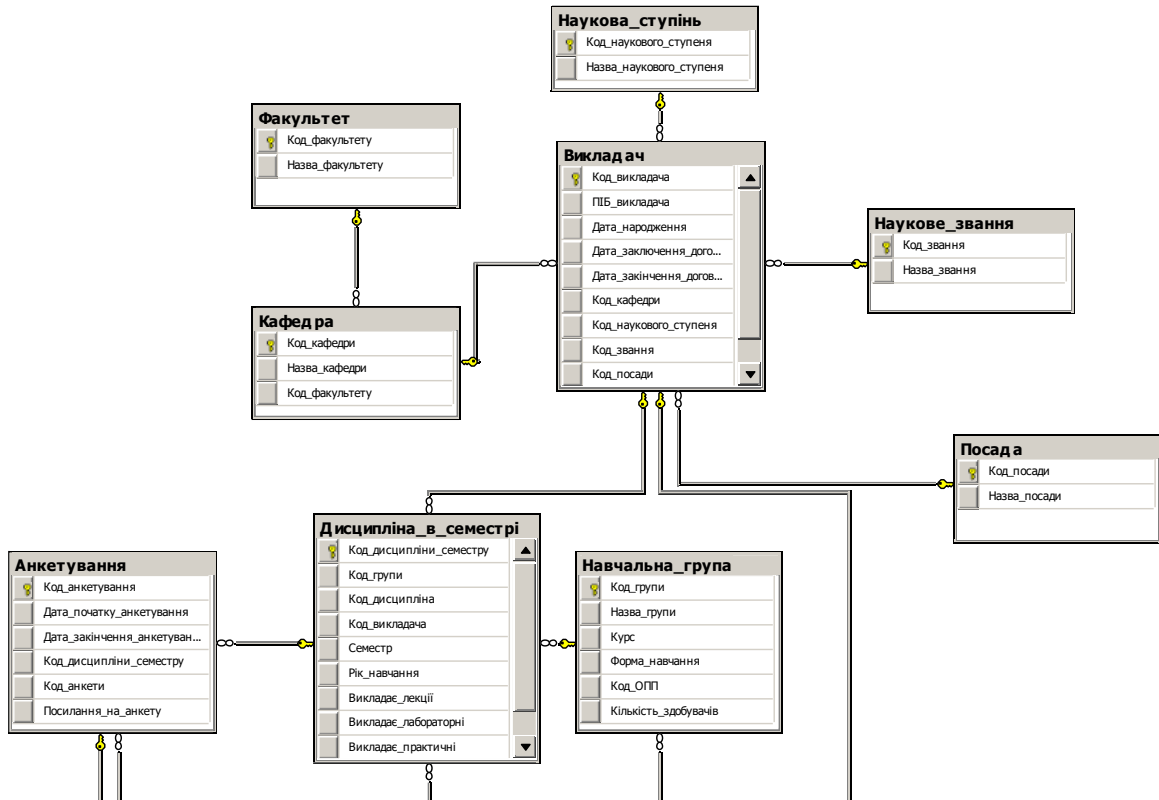 Наукова_ступінь
Код_наукового_ступеня
Назва_наукового_ступеня
Факультет
Код_факультету
Назва_факультету
Викладач
Код_викладача
ПІБ_викладача
Дата_народження
Дата_заключення_дого...
Дата_закінчення_догов...
Код_кафедри
Код_наукового_ступеня
Код_звання
Код_посади
Наукове_звання
Код_звання
Назва_звання
Кафедра
Код_кафедри
Назва_кафедри
Код_факультету
Посада
Код_посади
Назва_посади
Анкетування
Код_анкетування
Дата_початку_анкетування
Дата_закінчення_анкетуван...
Код_дисципліни_семестру
Код_анкети
Посилання_на_анкету
Дисципліна_в_семестрі
Код_дисципліни_семестру
Код_групи
Код_дисципліна
Код_викладача
Семестр
Рік_навчання
Викладає_лекції
Викладає_лабораторні
Викладає_практичні
Навчальна_група
Код_групи
Назва_групи
Курс
Форма_навчання
Код_ОПП
Кількість_здобувачів